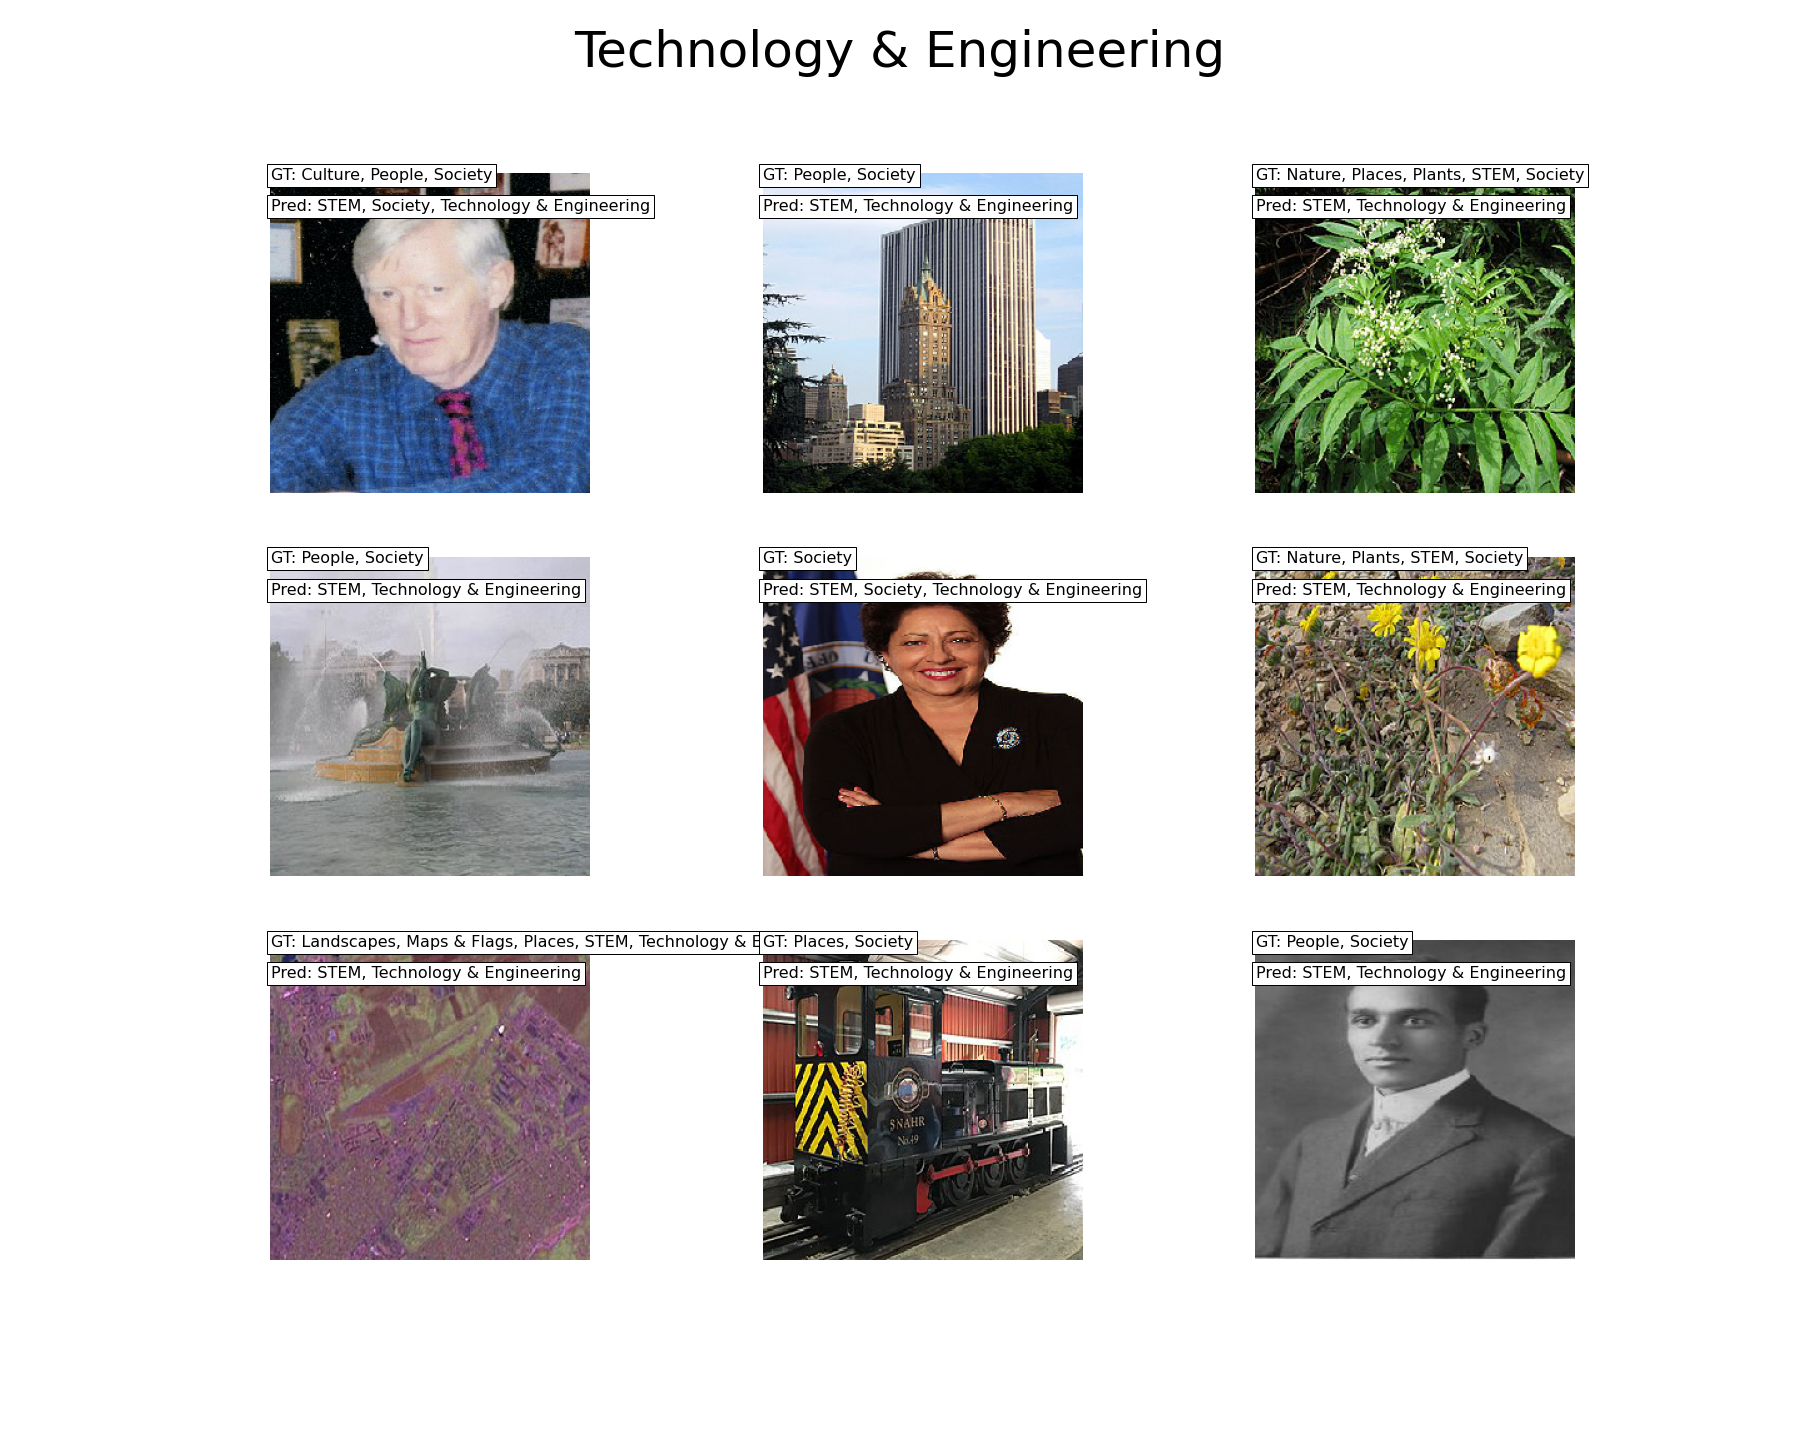 Technology & Engineering
GT: Culture, People, Society
Pred: STEM, Society, Technology & Engineering
GT: People, Society
Pred: STEM, Technology & Engineering
GT: Nature, Places, Plants, STEM, Society
Pred: STEM, Technology & Engineering
GT: People, Society
Pred: STEM, Technology & Engineering
GT: Society
Pred: STEM, Society, Technology & Engineering
GT: Nature, Plants, STEM, Society
Pred: STEM, Technology & Engineering
GT: Landscapes, Maps & Flags, Places, STEM, Technology &
Pred: STEM, Technology & Engineering
GT: Places, Society
Pred: STEM, Technology & Engineering
SNAHR
No.49
GT: People, Society
Pred: STEM, Technology & Engineering